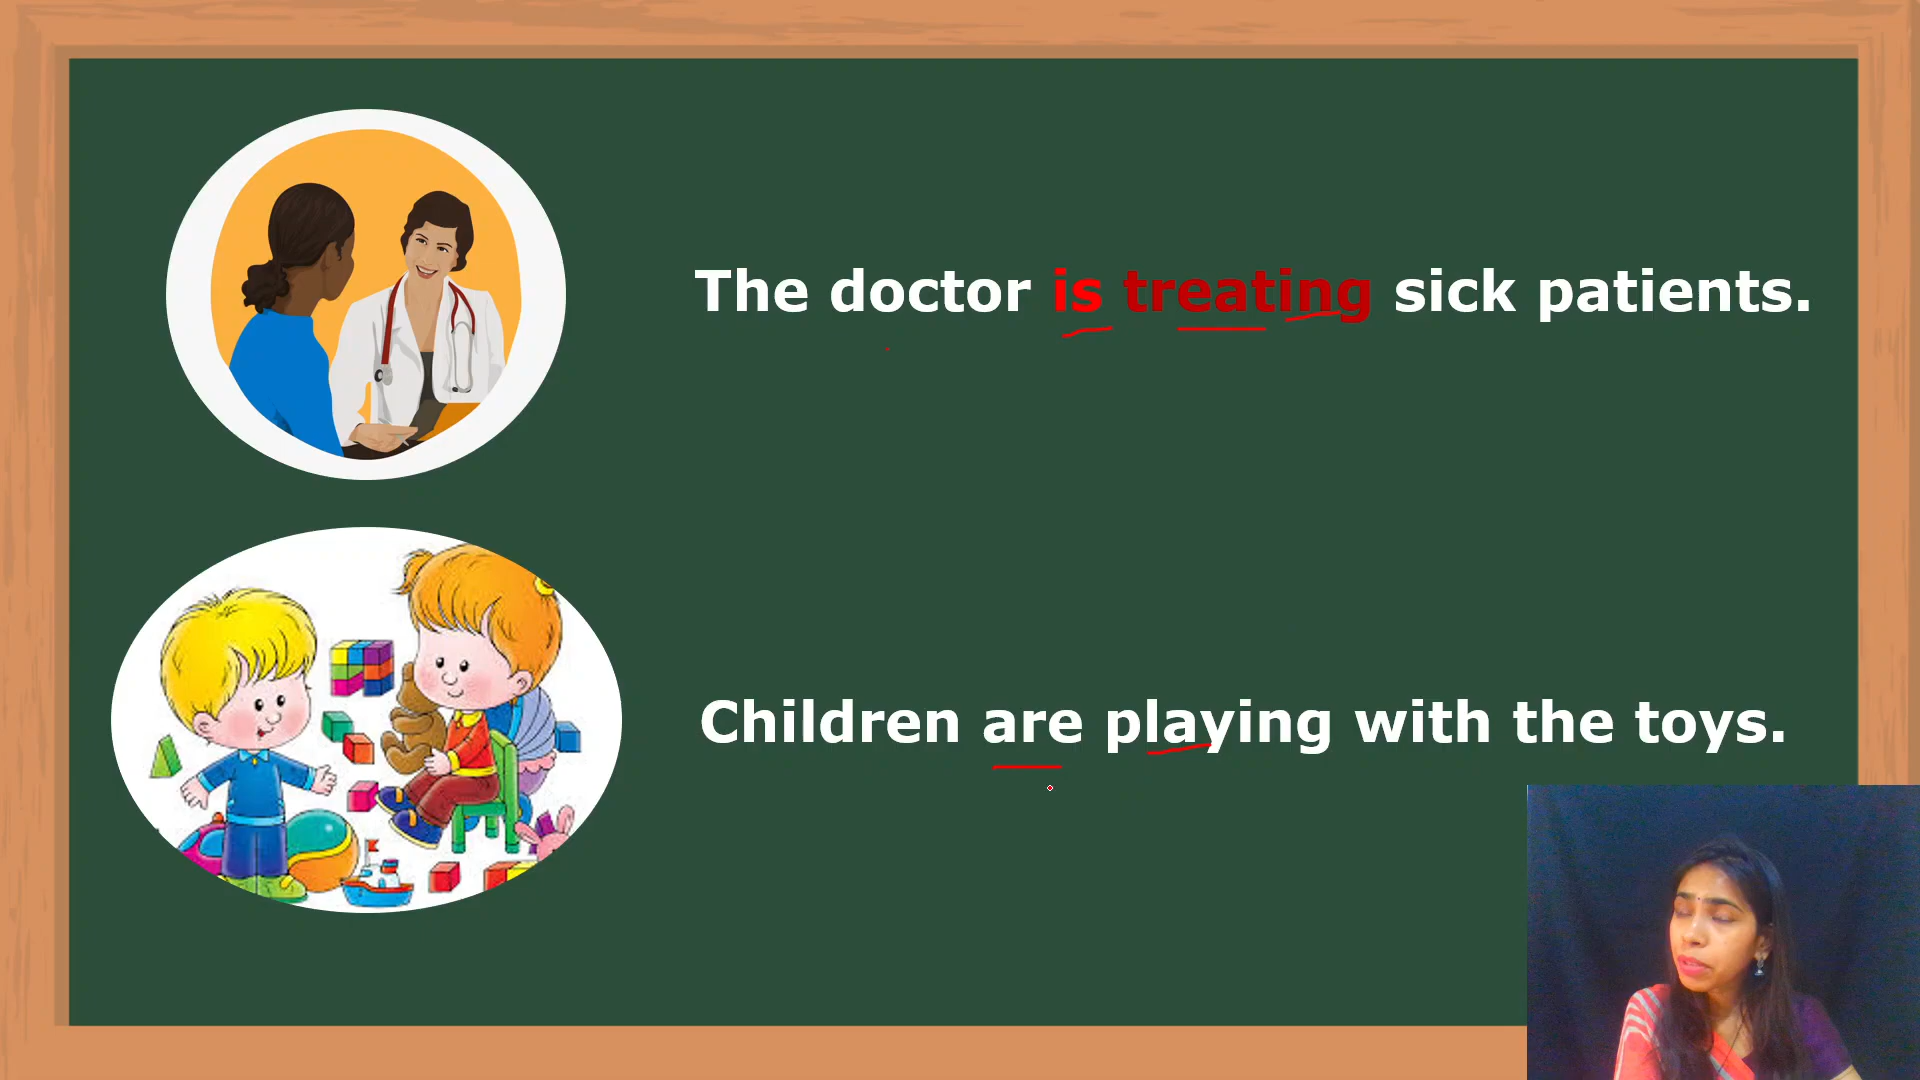 The doctor is treating sick patients.
Children are playing with the toys.